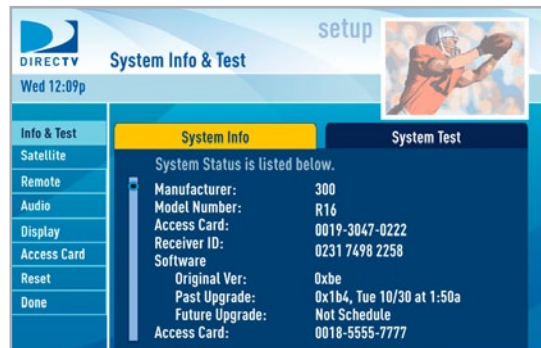 setup
DIRECTV
System Info & Test
Wed 12:09p
Info & Test
Satellite
Remote
Audio
Display
Access Card
Reset
Done
System Info
System Test
System Status is listed below.
Manufacturer: 300
Model Number: R16
Access Card: 0019-3047-0222
Receiver ID: 0231 7498 2258
Software
Original Ver: 0xbe
Past Upgrade: 0x1b4, Tue 10/30 at 1:50a
Future Upgrade: Not Schedule
Access Card: 0018-5555-7777